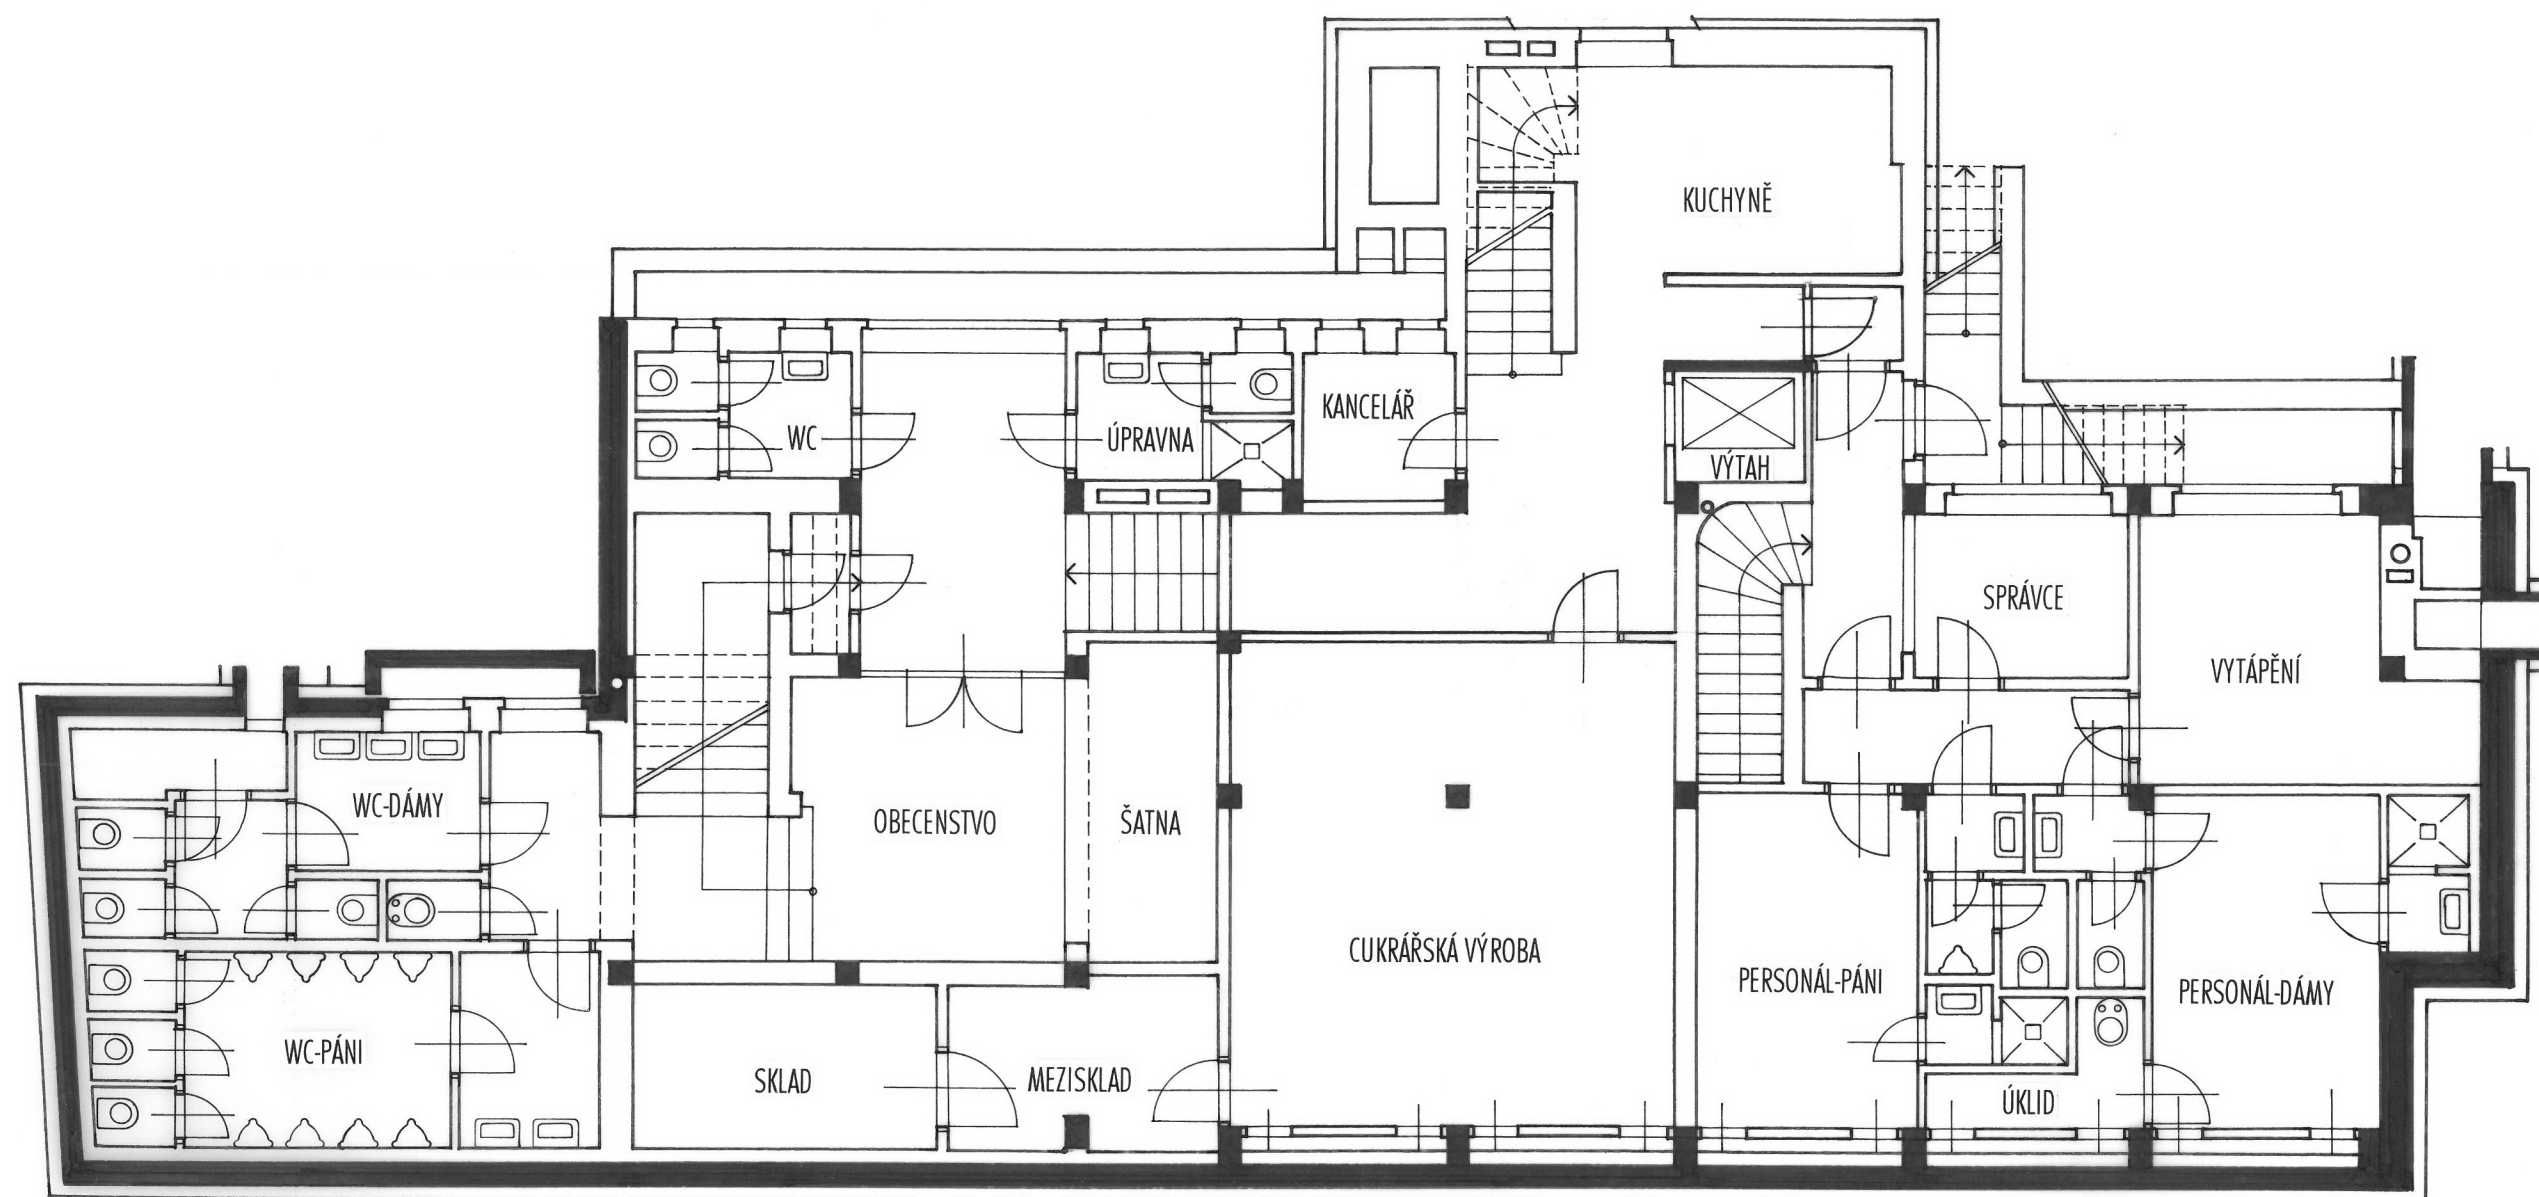 KUCHYNĚ
WC
ÚPRAVNA
KANCELÁŘ
VÝTAH
SPRÁVCE
VYTÁPĚNÍ
WC-DÁMY
OBECENSTVO
ŠATNA
CUKRÁŘSKÁ VÝROBA
PERSONÁL-PÁNI
PERSONÁL-DÁMY
WC-PÁNI
SKLAD
MEZISKLAD
ÚKLID